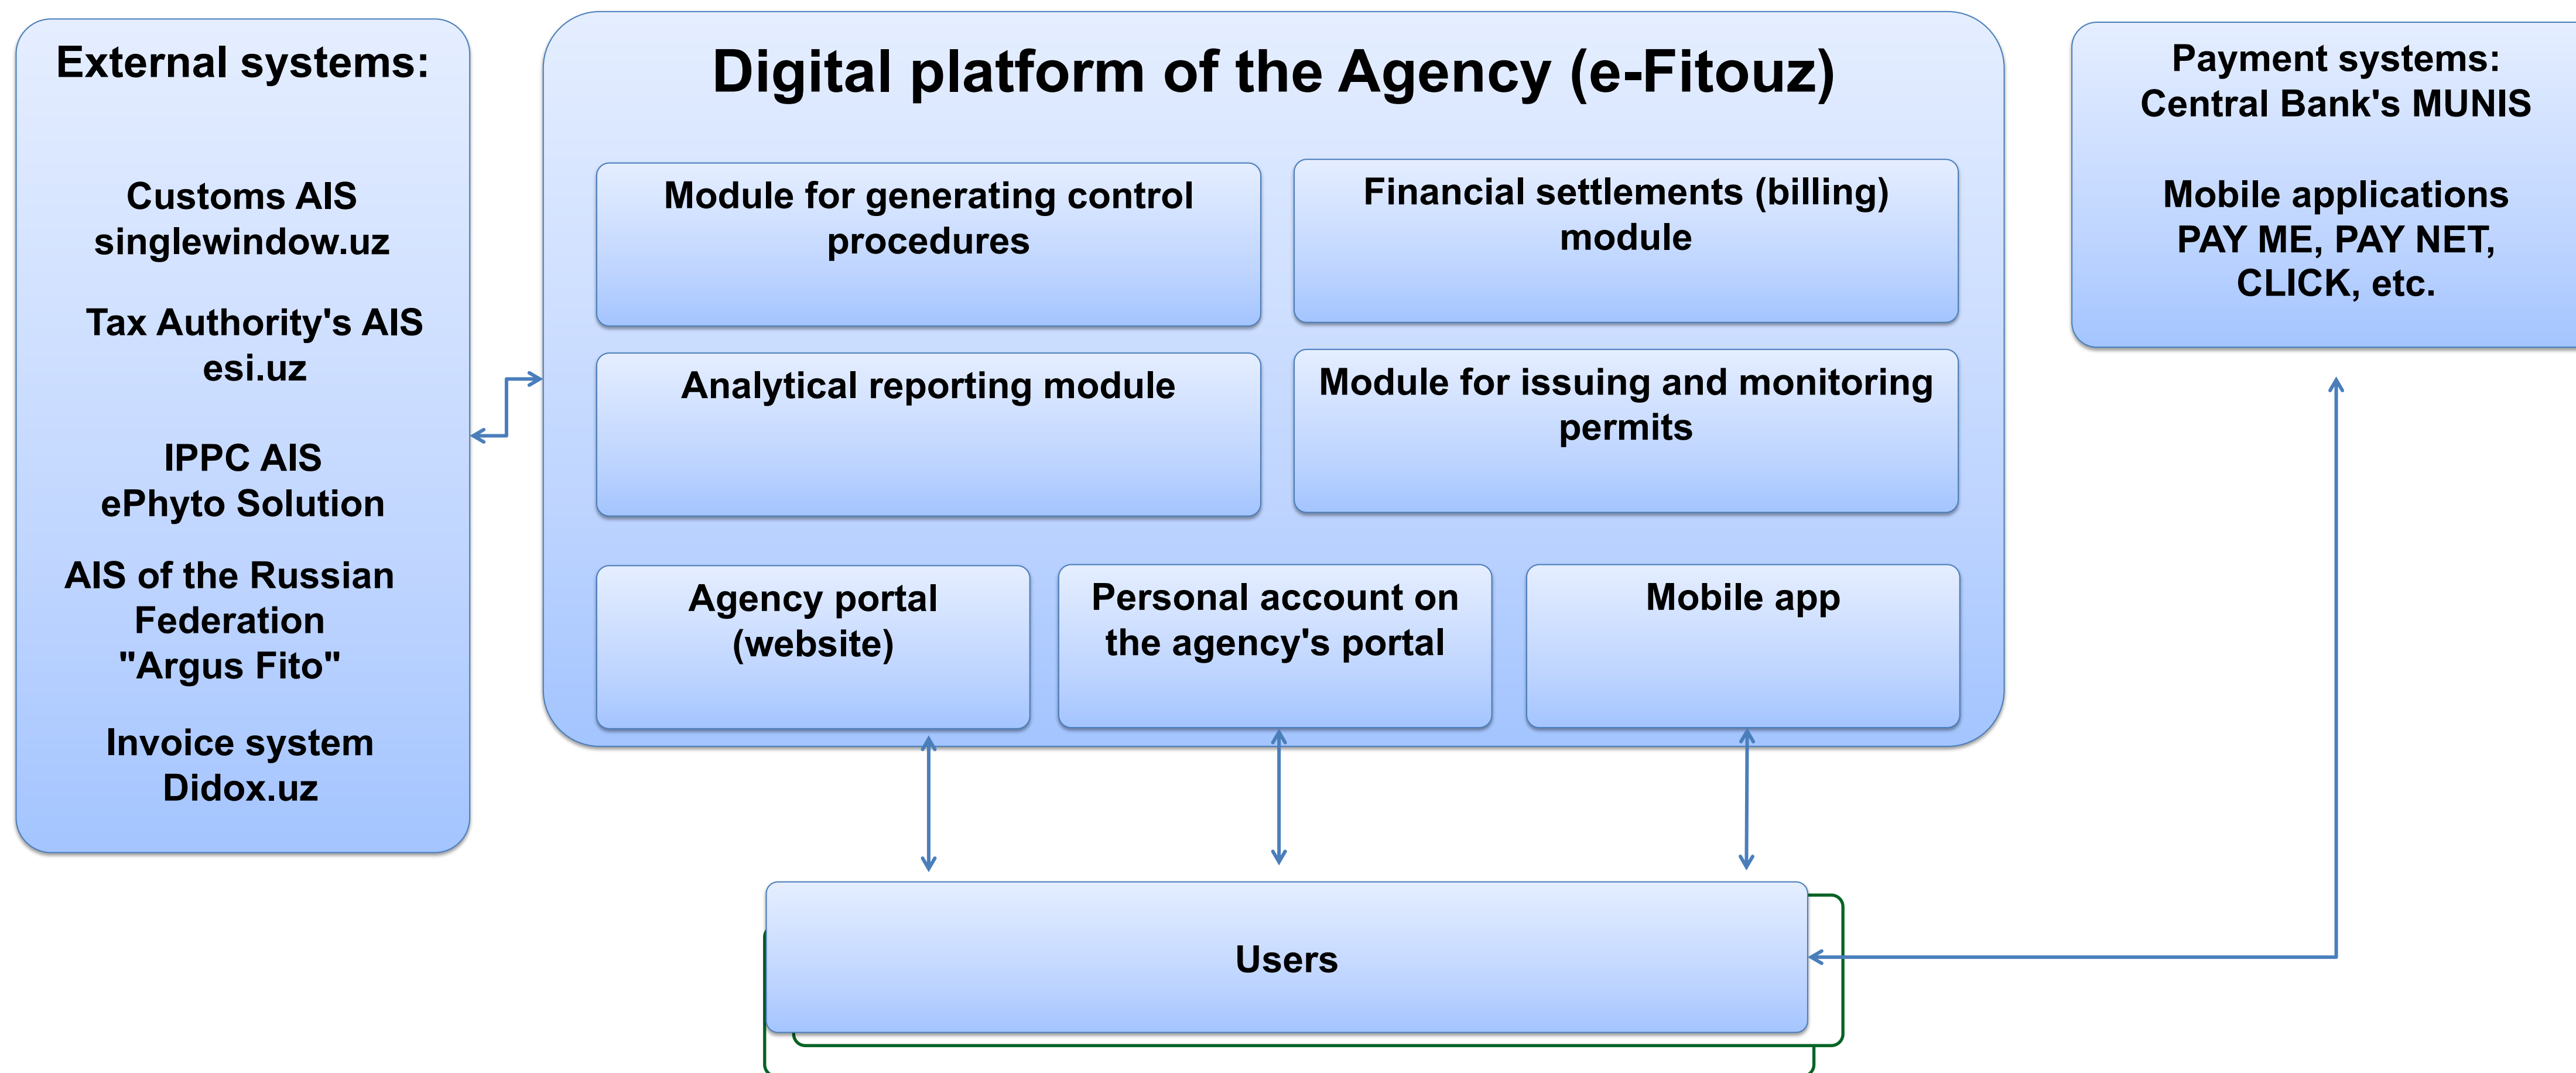 External systems:
Customs AIS
singlewindow.uz
Tax Authority's AIS
esi.uz
IPPC AIS
ePhyto Solution
AIS of the Russian
Federation
"Argus Fito"
Invoice system
Didox.uz
Digital platform of the Agency (e-Fitouz)
Module for generating control
procedures
Financial settlements (billing)
module
Analytical reporting module
Module for issuing and monitoring
permits
Agency portal
(website)
Personal account on
the agency's portal
Mobile app
Users
Payment systems:
Central Bank's MUNIS
Mobile applications
PAY ME, PAY NET,
CLICK, etc.